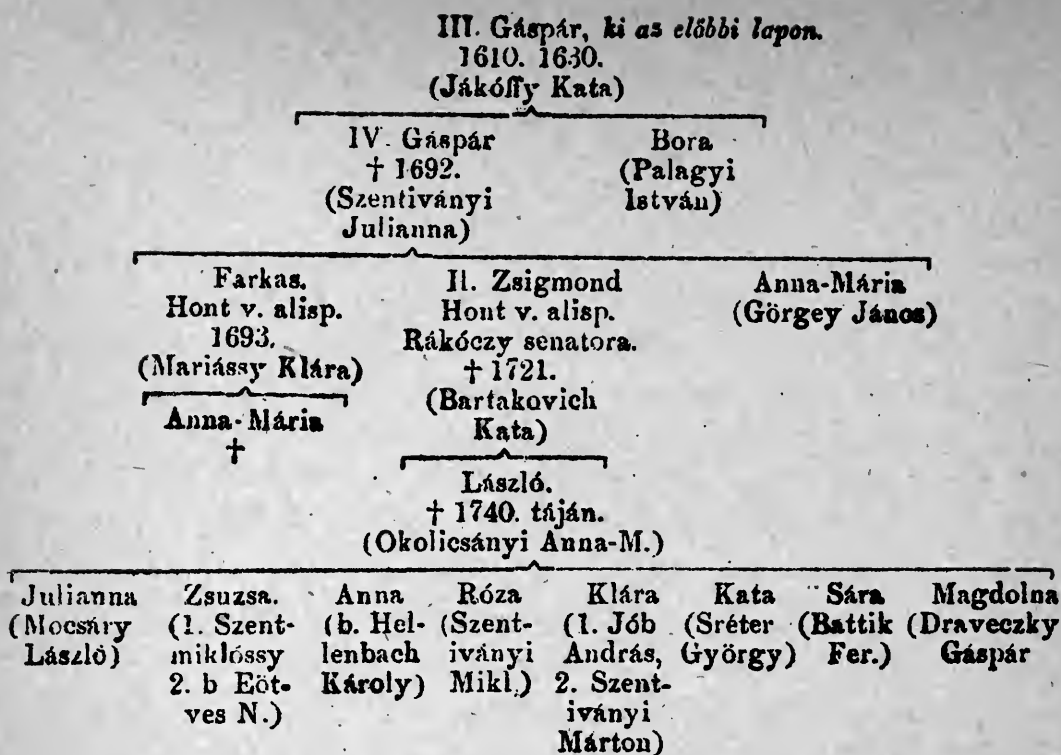 III. Gáspár, ki az előbbi lapon.
1610. 1630.
(Jákóffy Kata)
IV. Gáspár
† 1692.
(Szentiványi
Julianna)
Bora
(Palagyi
István)
Farkas.
Hont v. alisp.
1693.
(Mariássy Klára)
II. Zsigmond
Hont v. alisp.
Rákóczy senatora.
† 1721.
(Bartakovich
Kata)
Anna-Mária
(Görgey János)
Anna-Mária
†
László.
† 1740. táján.
(Okolicsányi Anna-M.)
Julianna
(Mocsáry
László)
Zsuzsa.
(1. Szent-
miklóssy
2. b Eöt-
ves N.)
Anna
(b. Hel-
lenbach
Károly)
Róza
(Szent-
iványi
Mikl.)
Klára
(1. Jób
András,
2. Szent-
iványi
Márton)
Kata
(Sréter
György)
Sára
(Battik
Fer.)
Magdolna
(Draveczky
Gáspár